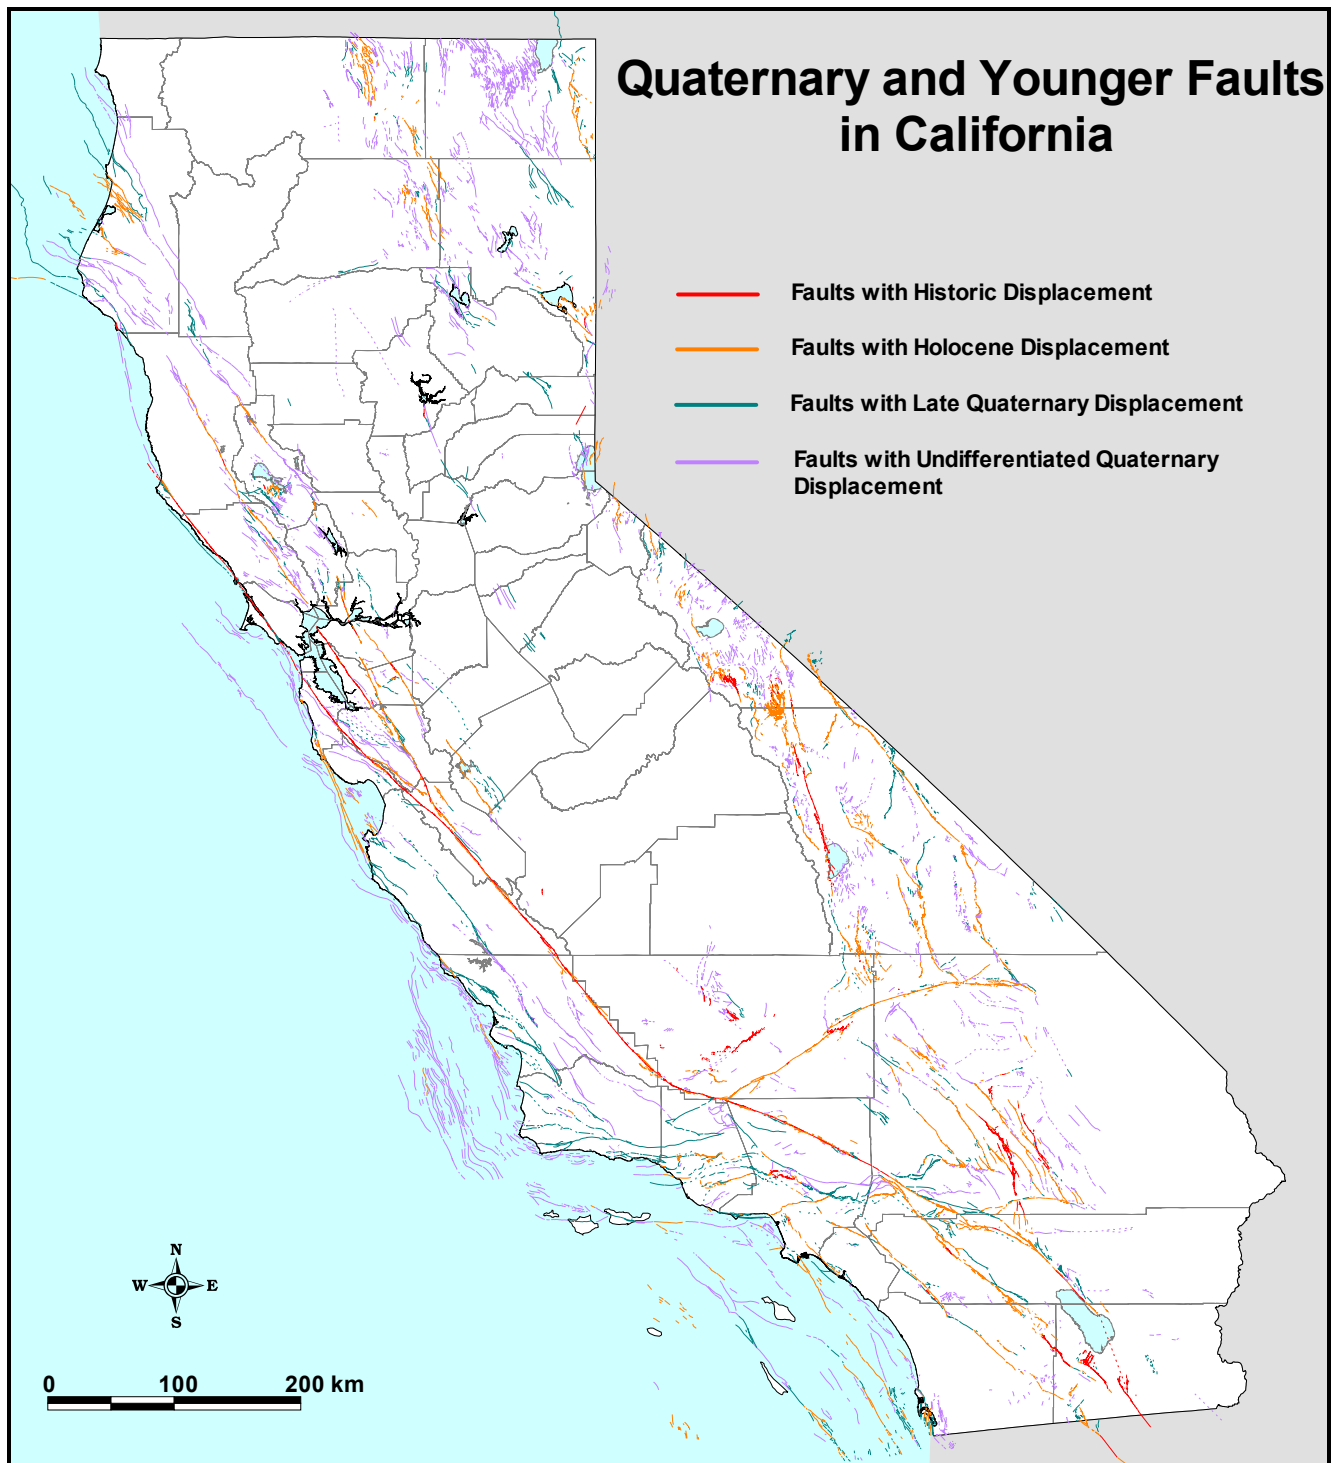 Quaternary and Younger Faults
in California
Faults with Historic Displacement
Faults with Holocene Displacement
Faults with Late Quaternary Displacement
Faults with Undifferentiated Quaternary
Displacement
N
W E
S
0 100 200 km